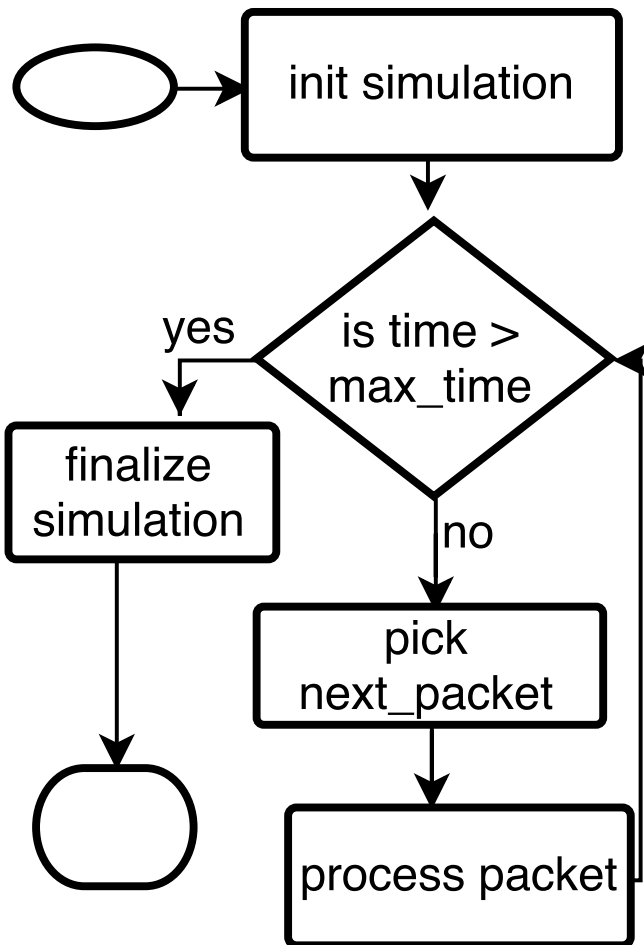 init simulation
is time >
max_time
yes
finalize
simulation
no
pick
next_packet
process packet